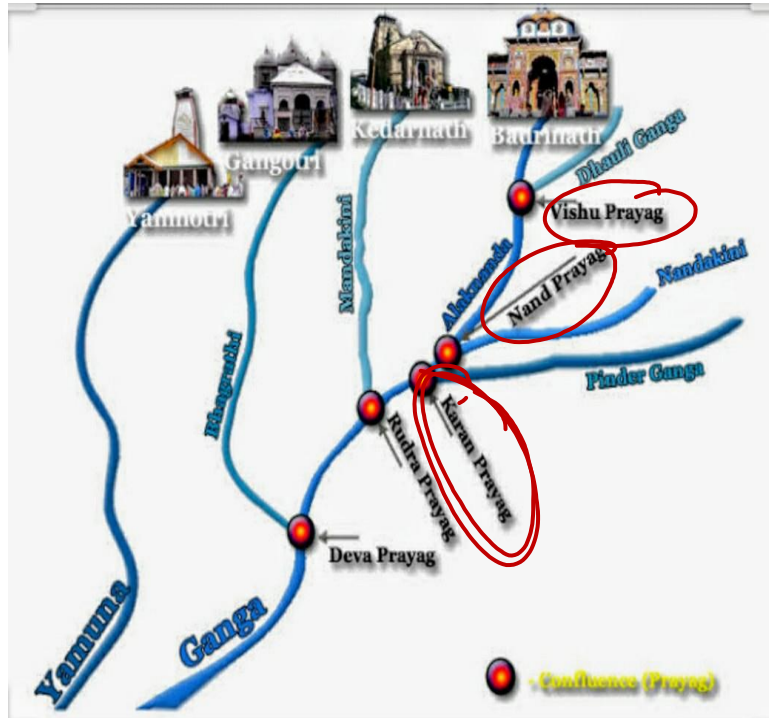 Kedarnath
Badrinath
Gangotri
Yamnotri
Dhauli Ganga
Vishu Prayag
Mandakini
Alaknanda
Nand Prayag
Nandakini
Bhagrathi
Pinder Ganga
Karan Prayag
Rudra Prayag
Deva Prayag
Ganga
Yamuna
- Confluence (Prayag)